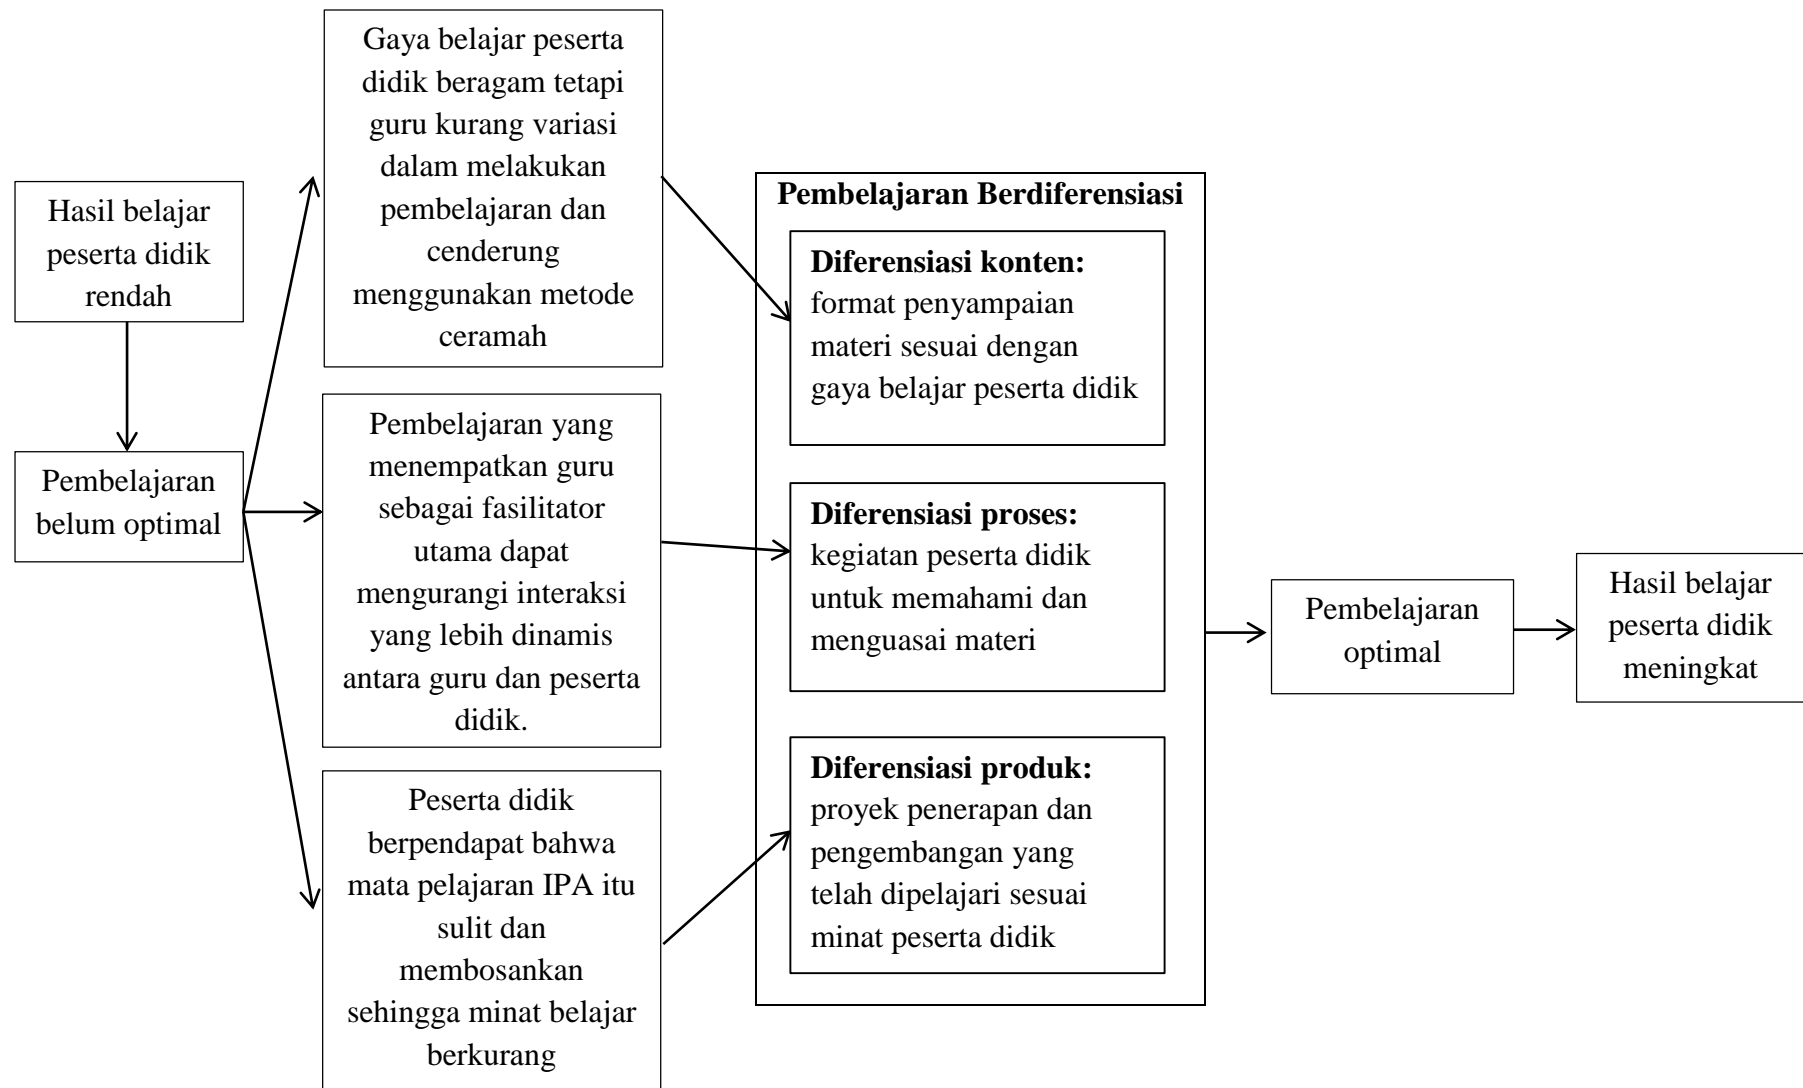 Hasil belajar
peserta didik
rendah
Pembelajaran
belum optimal
Gaya belajar peserta
didik beragam tetapi
guru kurang variasi
dalam melakukan
pembelajaran dan
cenderung
menggunakan metode
ceramah
Pembelajaran yang
menempatkan guru
sebagai fasilitator
utama dapat
mengurangi interaksi
yang lebih dinamis
antara guru dan peserta
didik.
Peserta didik
berpendapat bahwa
mata pelajaran IPA itu
sulit dan
membosankan
sehingga minat belajar
berkurang
Pembelajaran Berdiferensiasi
Diferensiasi konten:
format penyampaian
materi sesuai dengan
gaya belajar peserta didik
Diferensiasi proses:
kegiatan peserta didik
untuk memahami dan
menguasai materi
Diferensiasi produk:
proyek penerapan dan
pengembangan yang
telah dipelajari sesuai
minat peserta didik
Pembelajaran
optimal
Hasil belajar
peserta didik
meningkat